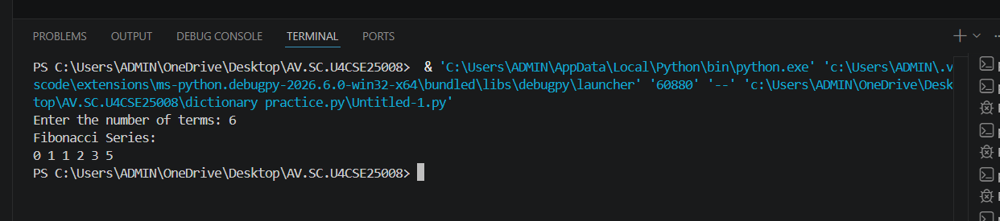 PROBLEMS OUTPUT DEBUG CONSOLE TERMINAL PORTS
PS C:\Users\ADMIN\OneDrive\Desktop\AV.SC.U4CSE25008>  & 'C:\Users\ADMIN\AppData\Local\Python\bin\python.exe' 'c:\Users\ADMIN\.v
scode\extensions\ms-python.debugpy-2026.6.0-win32-x64\bundled\libs\debugpy\launcher' '60880' '--' 'c:\Users\ADMIN\OneDrive\Desk
top\AV.SC.U4CSE25008\dictionary practice.py\Untitled-1.py'
Enter the number of terms: 6
Fibonacci Series:
0 1 1 2 3 5
PS C:\Users\ADMIN\OneDrive\Desktop\AV.SC.U4CSE25008>